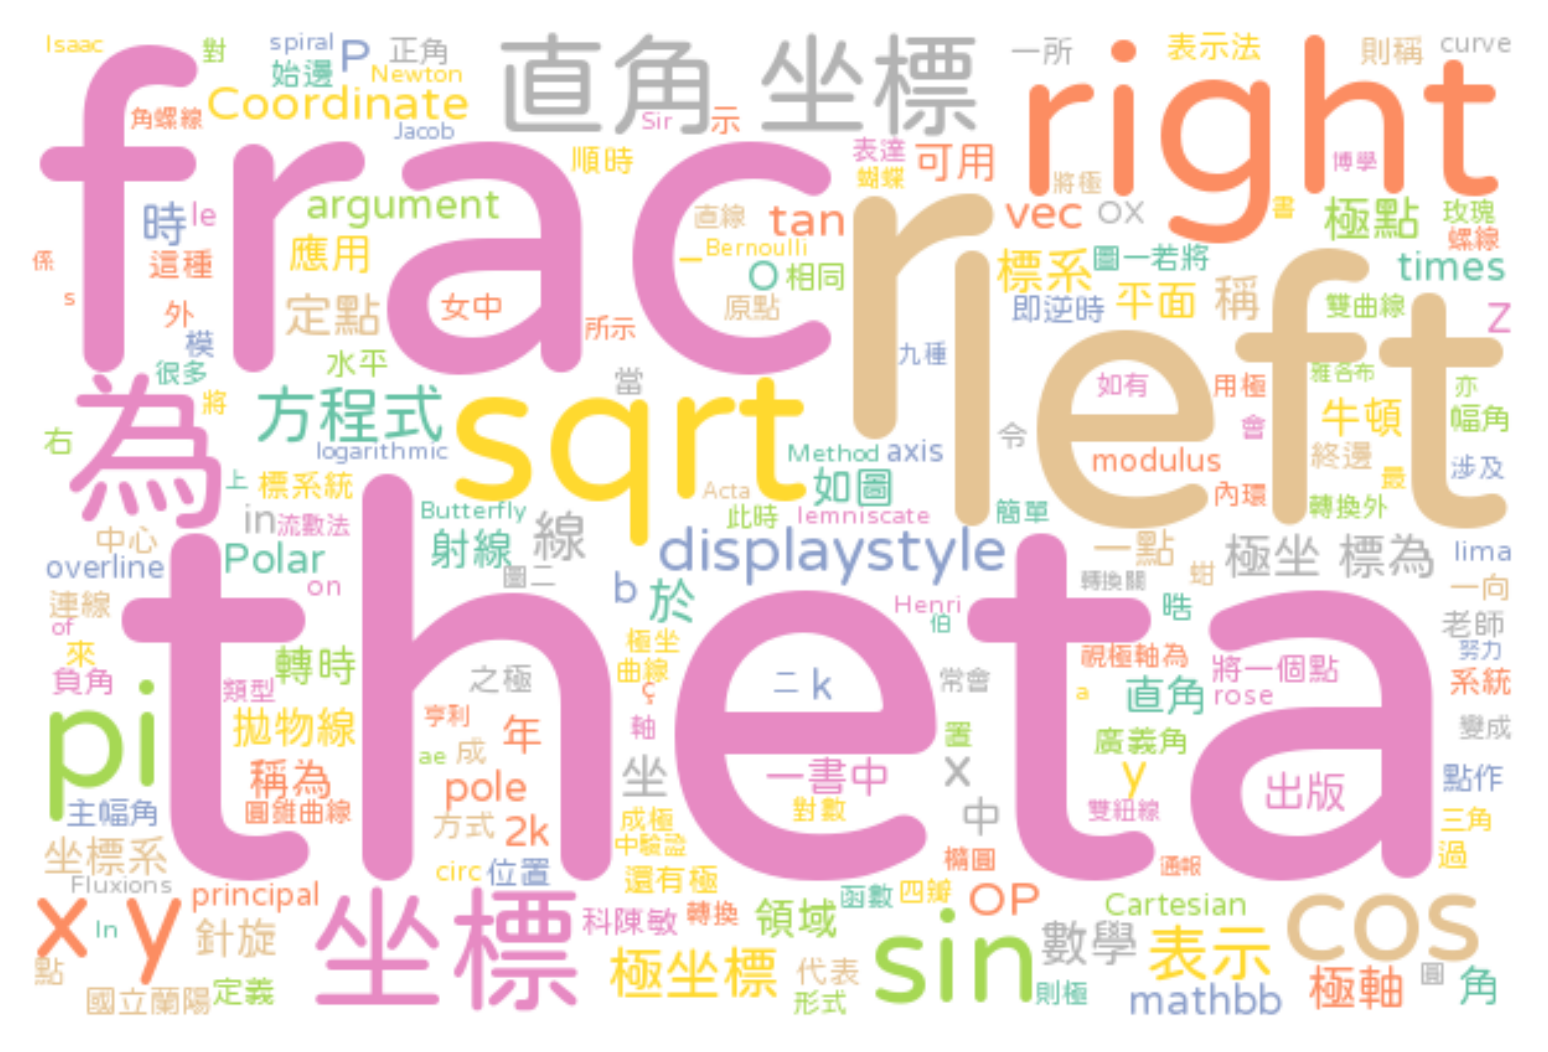 Isaac
對
spiral
P
正角
直角 坐標
一所
表示法
則稱
curve
始邊
Newton
Coordinate
角螺線
Jacob
Sir
示
right
frac
順時
表達
可用
博學
蝴蝶
將極
時
le
argument
直線
tan
r
vec
ox
書
極點
玫瑰
螺線
係
這種
應用
Bernoulli
O
相同
標系
圖一若將
times
s
外
定點
女中
所示
原點
即逆時
平面
稱
雙曲線
Z
模
left
很多
水平
當
九種
如有
用極
雅各布
亦
為
將
方程式
sqrt
令
會
牛頓
幅角
右
logarithmic
Method
axis
modulus
終邊
最
涉及
上
標系統
Acta
如圖
內環
轉換外
in
流數法
Butterfly
此時
lemniscate
簡單
中心
Polar
射線
線
displaystyle
一點
極坐 標為
lima
overline
圖二
on
b
於
Henri
伯
轉換關
蚶
晧
一向
連線
of
theta
老師
來
轉時
極坐
視極軸為
將一個點
努力
負角
類型
之極
曲線
ç
二
k
常會
a
直角
rose
系統
pi
拋物線
亨利
年
軸
置
廣義角
變成
ae
成
稱為
pole
坐
一書中
x
y
出版
點作
主幅角
圓錐曲線
方式
2k
成極
對數
中
雙紐線
三角
坐標系
中驗證
橢圓
通報
過
Fluxions
principal
circ
位置
還有極
函數
四瓣
OP
Cartesian
cos
x
In
y
針旋
坐標
科陳敏
轉換
領域
sin
數學
表示
點
國立蘭陽
定義
極坐標
代表
形式
則極
mathbb
極軸
圓
角